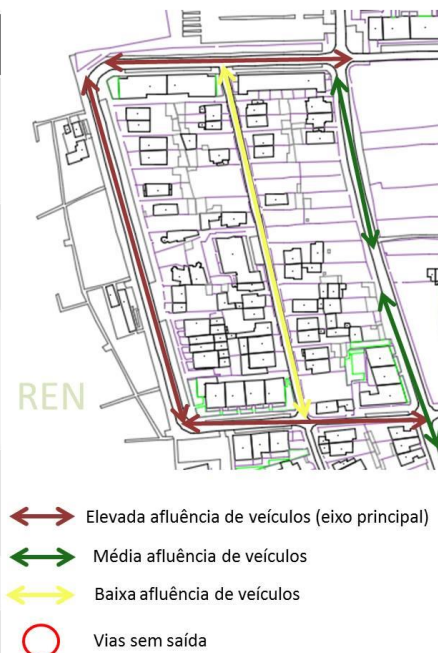 REN
Elevada afluência de veículos (eixo principal)
Média afluência de veículos
Baixa afluência de veículos
Vias sem saída